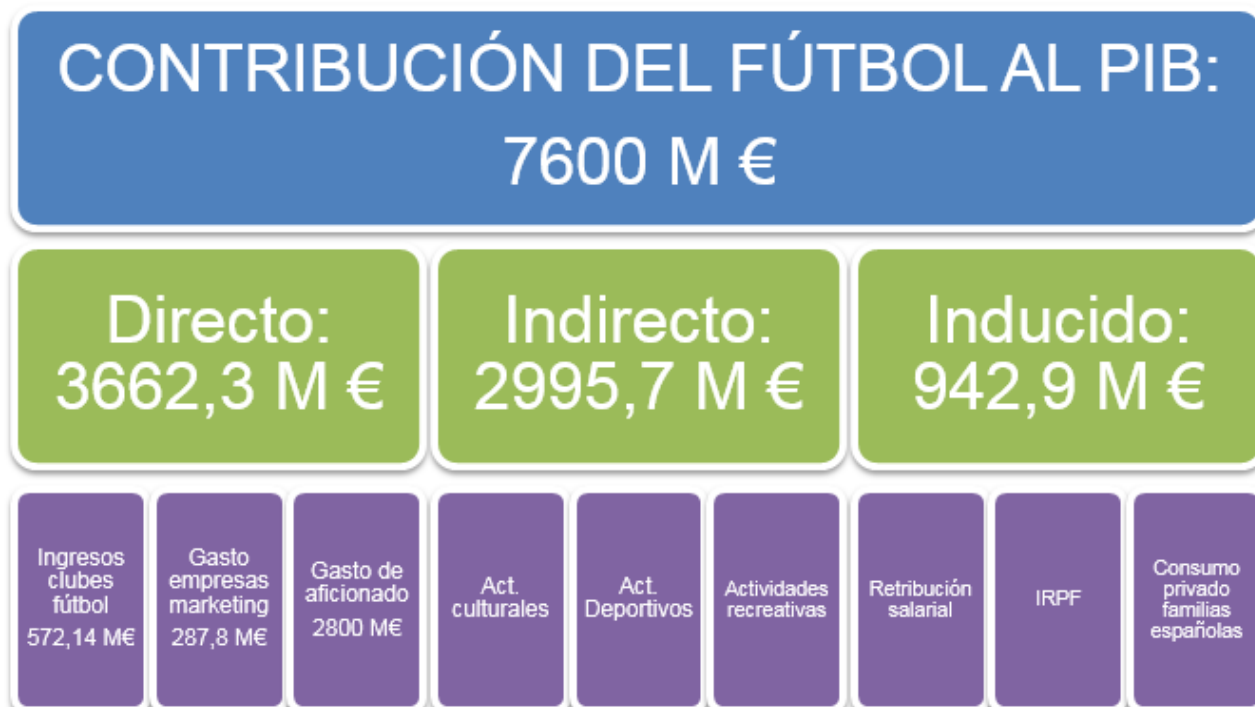 CONTRIBUCIÓN DEL FÚTBOL AL PIB:
7600 M €
Directo:
3662,3 M €
Indirecto:
2995,7 M €
Inducido:
942,9 M €
Ingresos
clubes
fútbol
572,14 M€
Gasto
empresas
marketing
287,8 M€
Gasto de
aficionado
2800 M€
Act.
culturales
Act.
Deportivos
Actividades
recreativas
Retribución
salarial
IRPF
Consumo
privado
familias
españolas